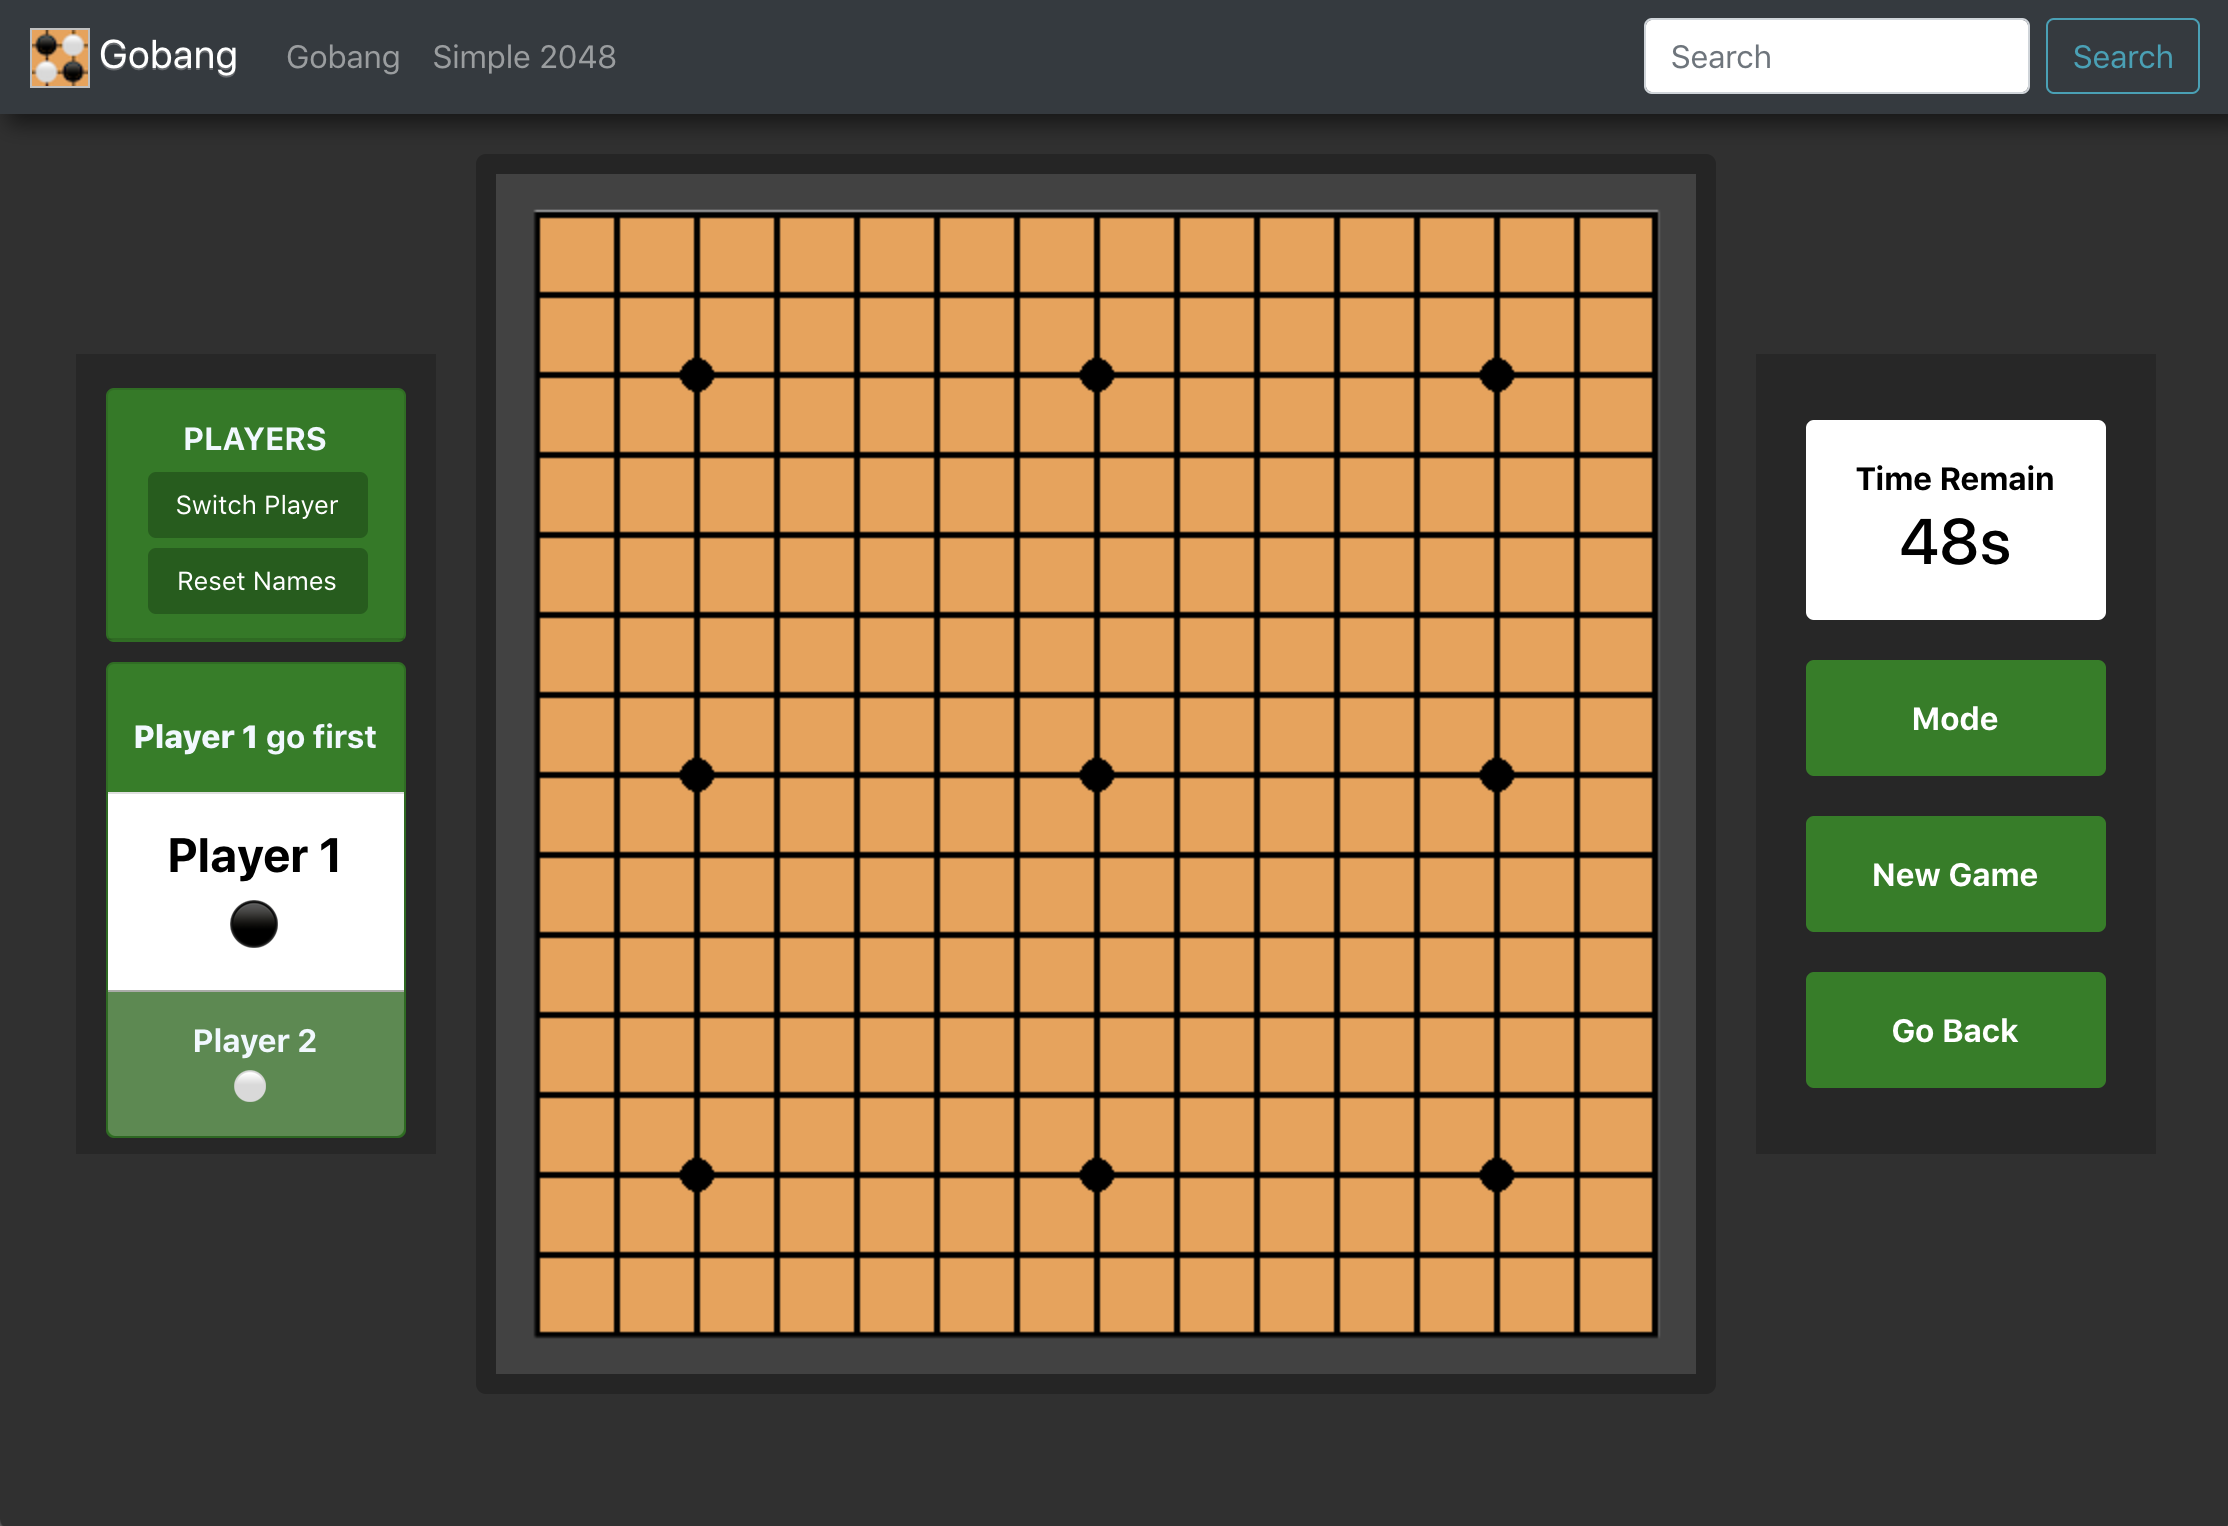 Gobang
Gobang
Simple 2048
Search
Search
PLAYERS
Switch Player
Reset Names
Player 1 go first
Player 1
Player 2
Time Remain
48s
Mode
New Game
Go Back